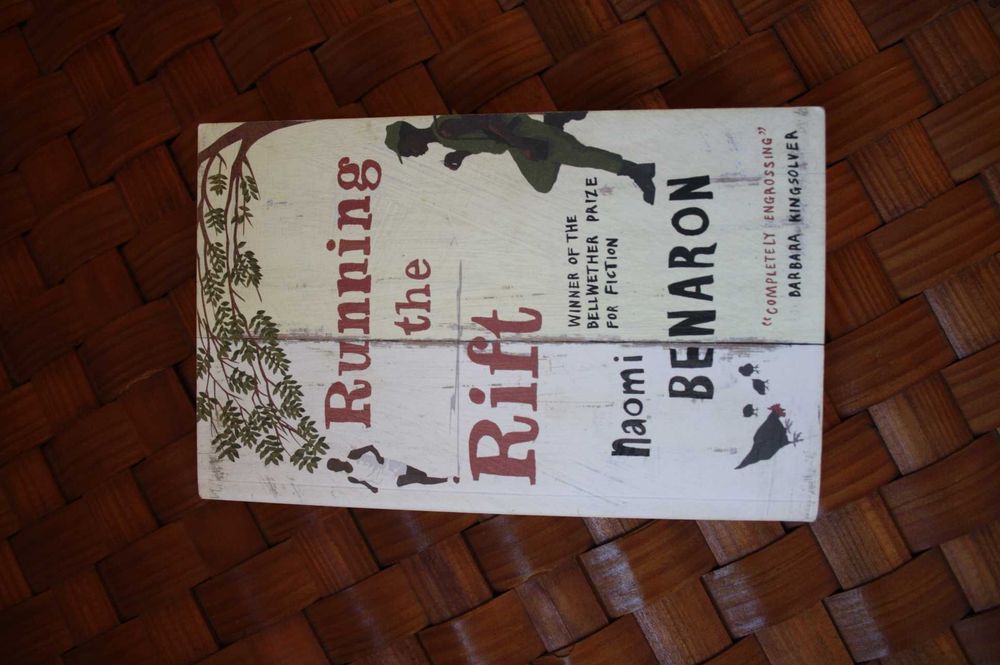 Running
the
Rift
WINNER OF THE
BELLWETHER PRIZE
FOR FICTION
Naomi
BENARON
"COMPLETELY ENGROSSING"
BARBARA KINGSOLVER